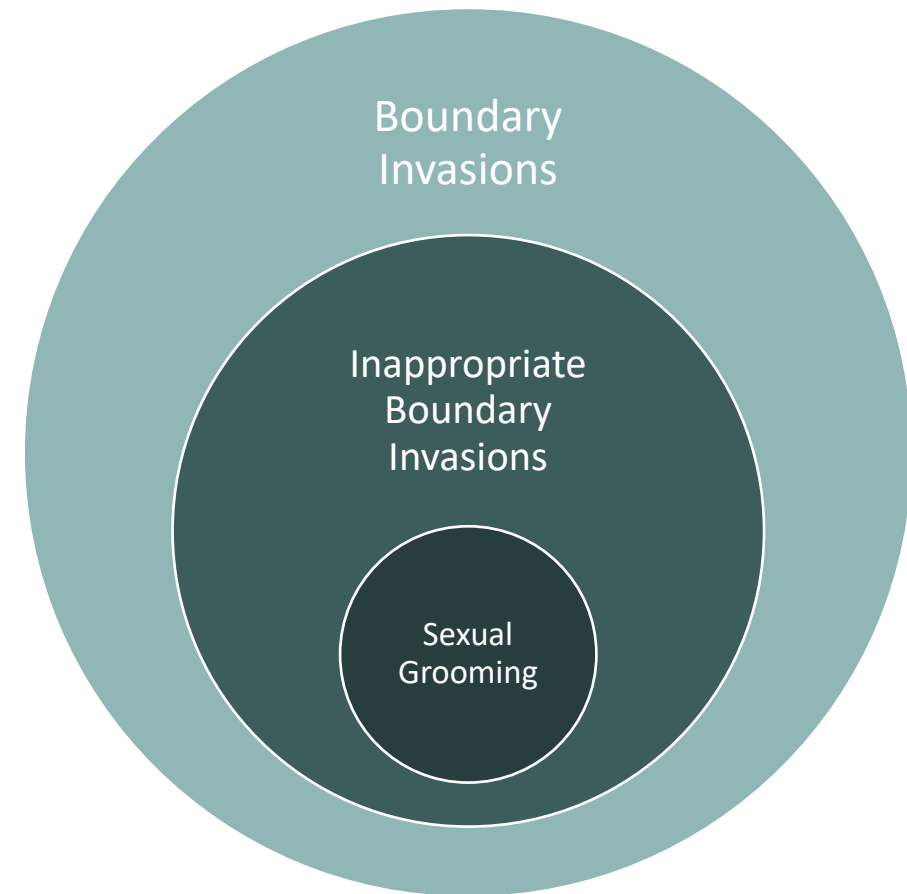 Boundary
Invasions
Inappropriate
Boundary
Invasions
Sexual
Grooming